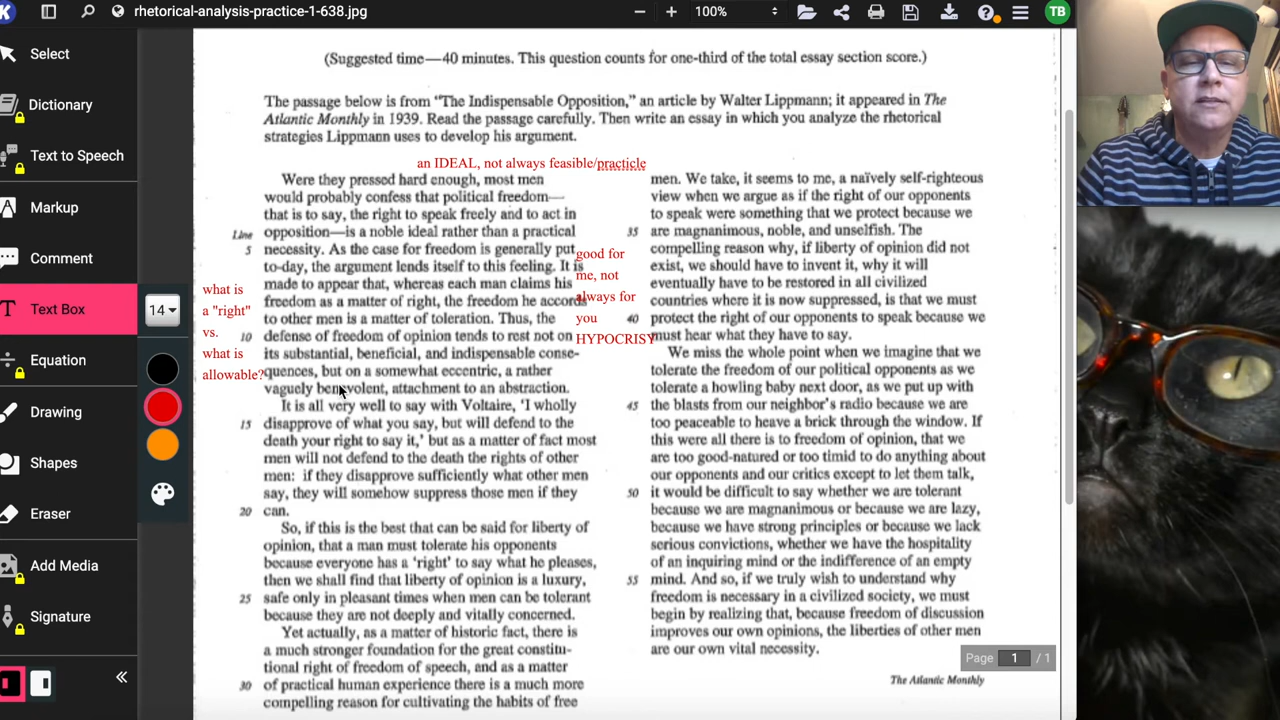 rhetorical-analysis-practice-1-638.jpg
100%
TB
Select
Dictionary
Text to Speech
Markup
Comment
Text Box
14
Equation
Drawing
Shapes
Eraser
Add Media
Signature
(Suggested time—40 minutes. This question counts for one-third of the total essay section score.)
The passage below is from "The Indispensable Opposition," an article by Walter Lippmann; it appeared in The
Atlantic Monthly in 1939. Read the passage carefully. Then write an essay in which you analyze the rhetorical
strategies Lippmann uses to develop his argument.
an IDEAL, not always feasible/practicle
Were they pressed hard enough, most men
would probably confess that political freedom—
that is to say, the right to speak freely and to act in
Line opposition—is a noble ideal rather than a practical
5 necessity. As the case for freedom is generally put
to-day, the argument lends itself to this feeling. It is
made to appear that, whereas each man claims his
freedom as a matter of right, the freedom he accords
to other men is a matter of toleration. Thus, the
10 defense of freedom of opinion tends to rest not on
its substantial, beneficial, and indispensable conse-
quences, but on a somewhat eccentric, a rather
vaguely benevolent, attachment to an abstraction.
It is all very well to say with Voltaire, 'I wholly
15 disapprove of what you say, but will defend to the
death your right to say it,' but as a matter of fact most
men will not defend to the death the rights of other
men: if they disapprove sufficiently what other men
say, they will somehow suppress those men if they
20 can.
So, if this is the best that can be said for liberty of
opinion, that a man must tolerate his opponents
because everyone has a 'right' to say what he pleases,
then we shall find that liberty of opinion is a luxury,
25 safe only in pleasant times when men can be tolerant
because they are not deeply and vitally concerned.
Yet actually, as a matter of historic fact, there is
a much stronger foundation for the great constitu-
tional right of freedom of speech, and as a matter
30 of practical human experience there is a much more
compelling reason for cultivating the habits of free
what is
a "right"
vs.
what is
allowable?
good for
me, not
always for
you
HYPOCRISY
men. We take, it seems to me, a naïvely self-righteous
view when we argue as if the right of our opponents
to speak were something that we protect because we
35 are magnanimous, noble, and unselfish. The
compelling reason why, if liberty of opinion did not
exist, we should have to invent it, why it will
eventually have to be restored in all civilized
countries where it is now suppressed, is that we must
40 protect the right of our opponents to speak because we
must hear what they have to say.
We miss the whole point when we imagine that we
tolerate the freedom of our political opponents as we
tolerate a howling baby next door, as we put up with
45 the blasts from our neighbor's radio because we are
too peaceable to heave a brick through the window. If
this were all there is to freedom of opinion, that we
are too good-natured or too timid to do anything about
our opponents and our critics except to let them talk,
50 it would be difficult to say whether we are tolerant
because we are magnanimous or because we are lazy,
because we have strong principles or because we lack
serious convictions, whether we have the hospitality
of an inquiring mind or the indifference of an empty
55 mind. And so, if we truly wish to understand why
freedom is necessary in a civilized society, we must
begin by realizing that, because freedom of discussion
improves our own opinions, the liberties of other men
are our own vital necessity.
The Atlantic Monthly
Page 1 / 1